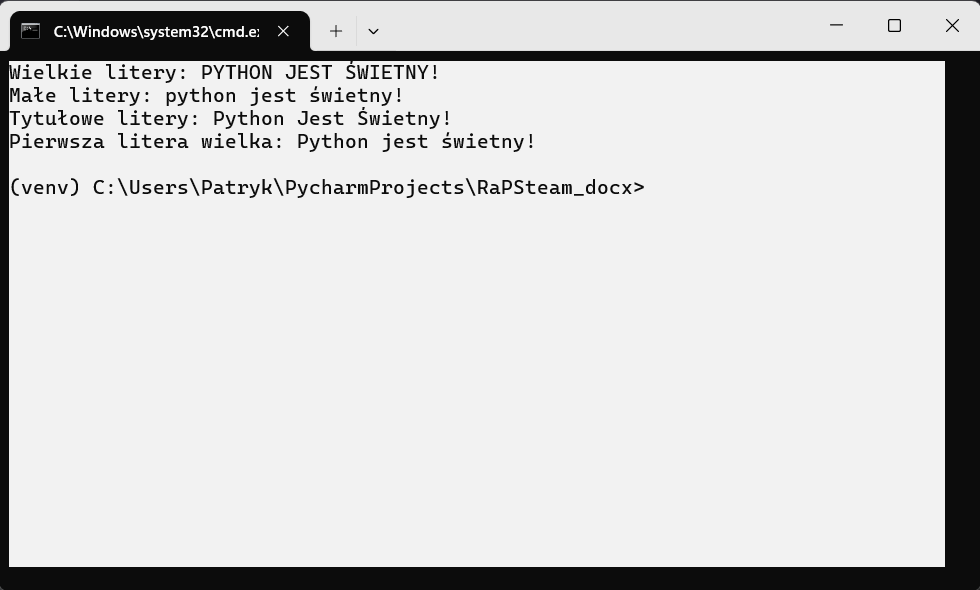 C:\Windows\system32\cmd.e
Wielkie litery: PYTHON JEST ŚWIETNY!
Małe litery: python jest świetny!
Tytułowe litery: Python Jest Świetny!
Pierwsza litera wielka: Python jest świetny!
(venv) C:\Users\Patryk\PycharmProjects\RaPSteam_docx>